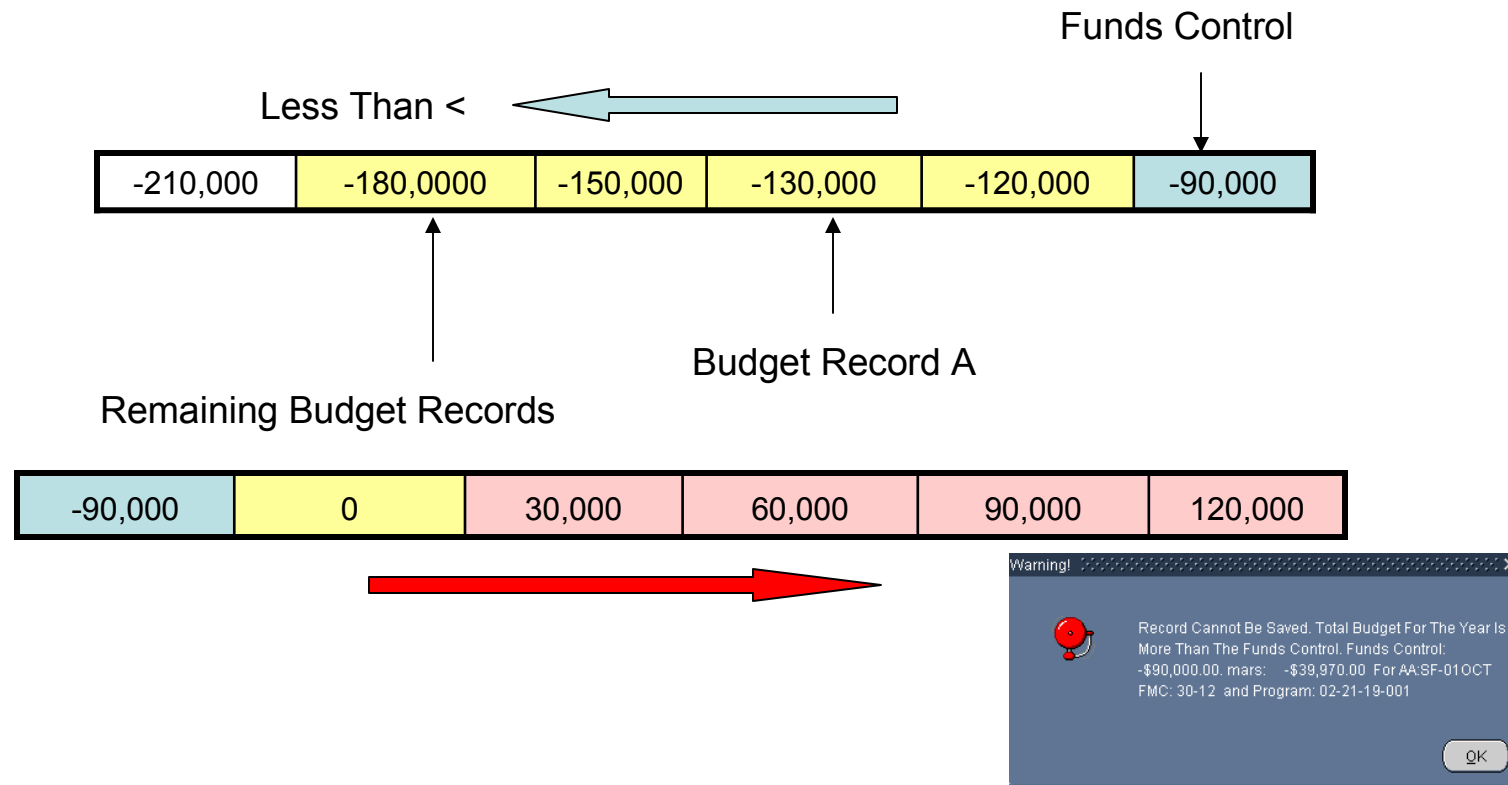 Funds Control
Less Than <
-210,000 -180,0000 -150,000 -130,000 -120,000 -90,000
Budget Record A
Remaining Budget Records
-90,000 0 30,000 60,000 90,000 120,000
Warning!
Record Cannot Be Saved. Total Budget For The Year Is
More Than The Funds Control. Funds Control:
-$90,000.00. mars: -$39,970.00 For AA:SF-01OCT
FMC: 30-12 and Program: 02-21-19-001
OK